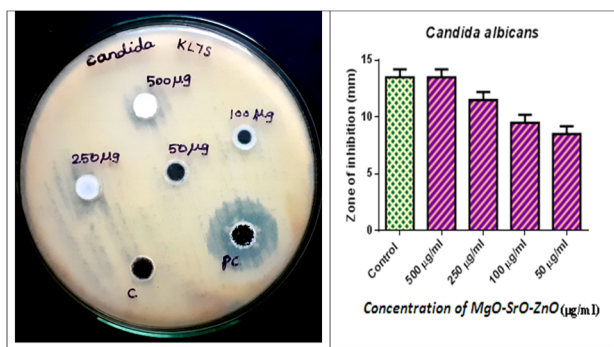 Candida KL7S
500µg
100µg
250µg
50µg
C
PC
Candida albicans
Zone of inhibition (mm)
15
10
5
0
Control
500 µg/ml
250 µg/ml
100 µg/ml
50 µg/ml
Concentration of MgO-SrO-ZnO(µg/ml)